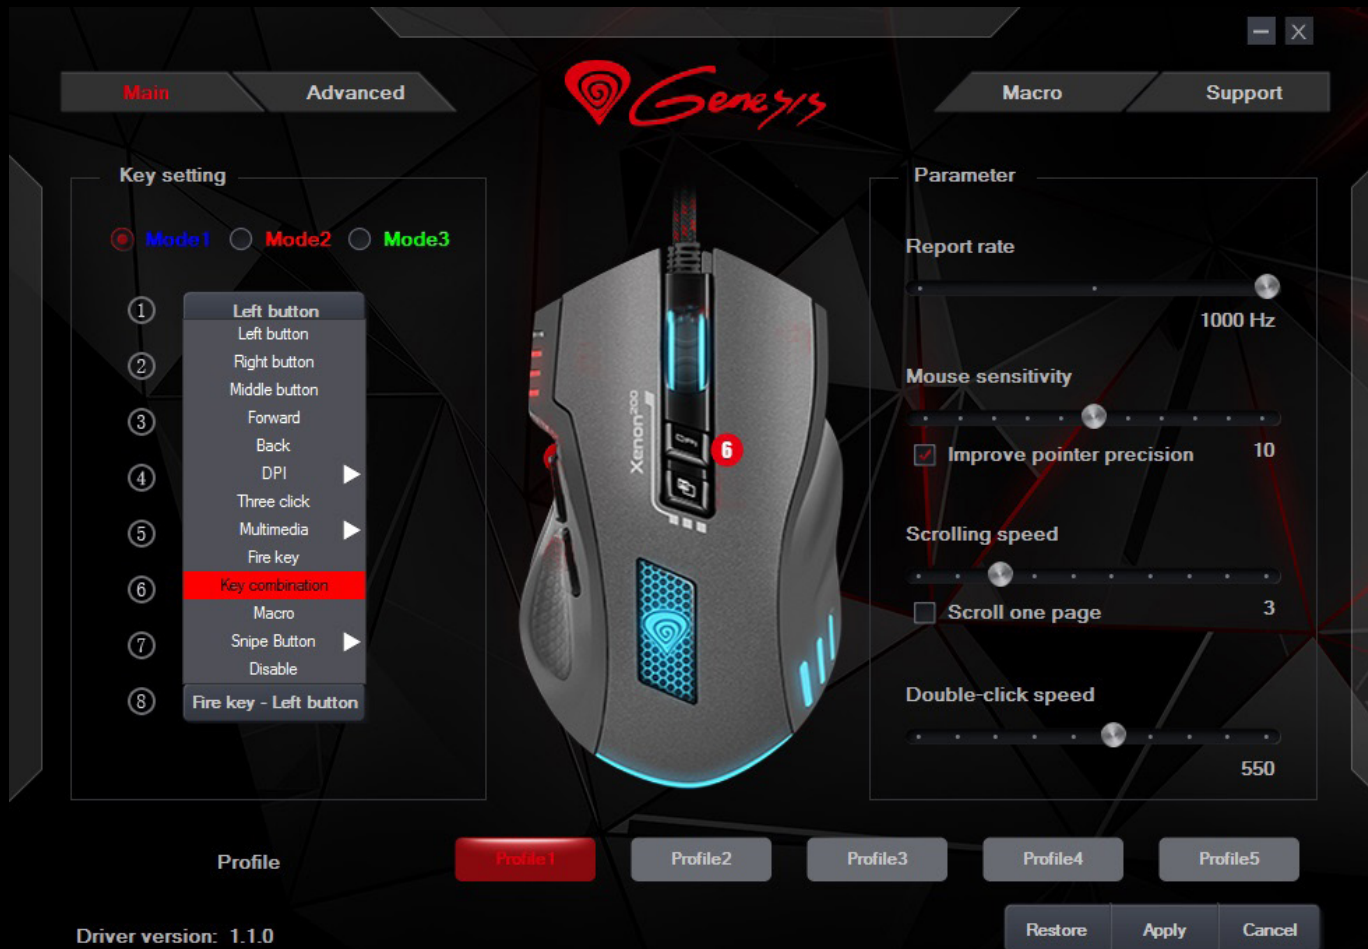 Main
Advanced
Genesis
Macro
Support
Key setting
Mode1
Mode2
Mode3
1
Left button
Left button
2
Right button
Middle button
3
Forward
Back
4
DPI
Three click
5
Multimedia
Fire key
6
Key combination
Macro
7
Snipe Button
Disable
8
Fire key - Left button
Xenon200
DPI
6
Parameter
Report rate
1000 Hz
Mouse sensitivity
Improve pointer precision
10
Scrolling speed
Scroll one page
3
Double-click speed
550
Profile
Profile1
Profile2
Profile3
Profile4
Profile5
Driver version: 1.1.0
Restore
Apply
Cancel